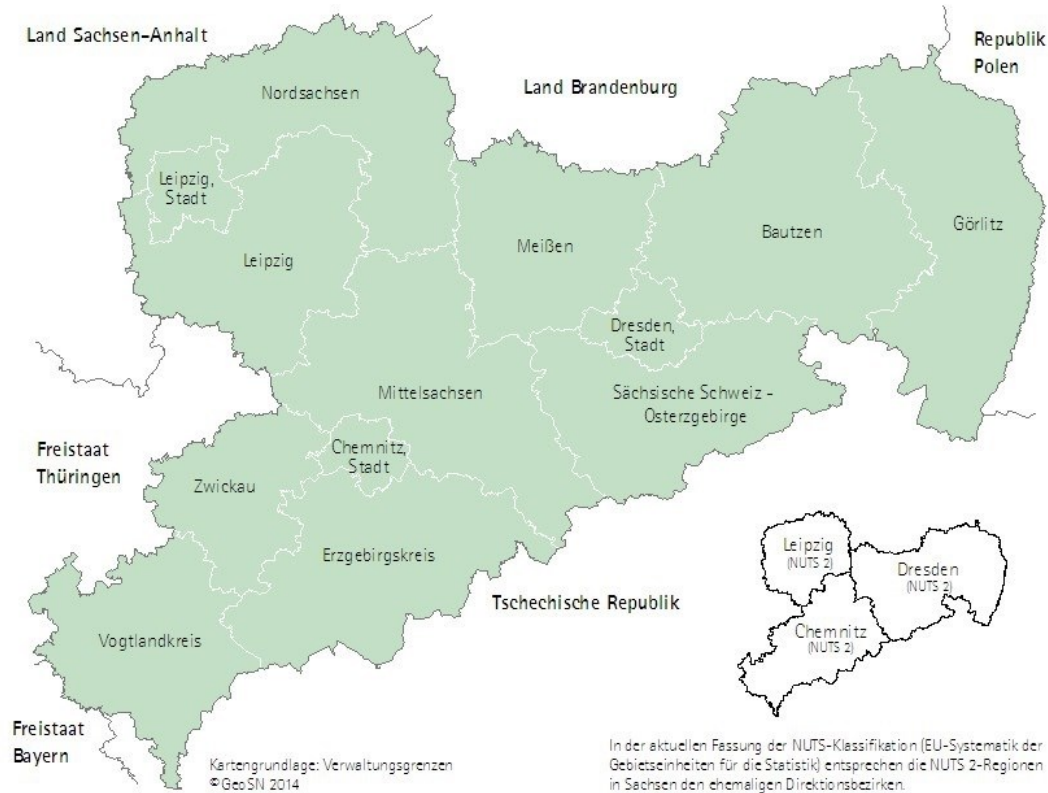 Land Sachsen-Anhalt
Republik
Polen
Land Brandenburg
Nordsachsen
Leipzig,
Stadt
Leipzig
Meißen
Bautzen
Görlitz
Dresden,
Stadt
Mittelsachsen
Sächsische Schweiz -
Osterzgebirge
Freistaat
Thüringen
Chemnitz,
Stadt
Zwickau
Erzgebirgskreis
Tschechische Republik
Vogtlandkreis
Freistaat
Bayern
Leipzig
(NUTS 2)
Dresden
(NUTS 2)
Chemnitz
(NUTS 2)
Kartengrundlage: Verwaltungsgrenzen
©GeoSN 2014
In der aktuellen Fassung der NUTS-Klassifikation (EU-Systematik der
Gebietseinheiten für die Statistik) entsprechen die NUTS 2-Regionen
in Sachsen den ehemaligen Direktionsbezirken.